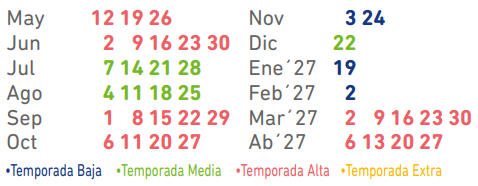 May 12 19 26 Nov 3 24
Jun 2 9 16 23 30 Dic 22
Jul 7 14 21 28 Ene´27 19
Ago 4 11 18 25 Feb´27 2
Sep 1 8 15 22 29 Mar´27 2 9 16 23 30
Oct 6 11 20 27 Ab´27 6 13 20 27
•Temporada Baja •Temporada Media •Temporada Alta •Temporada Extra